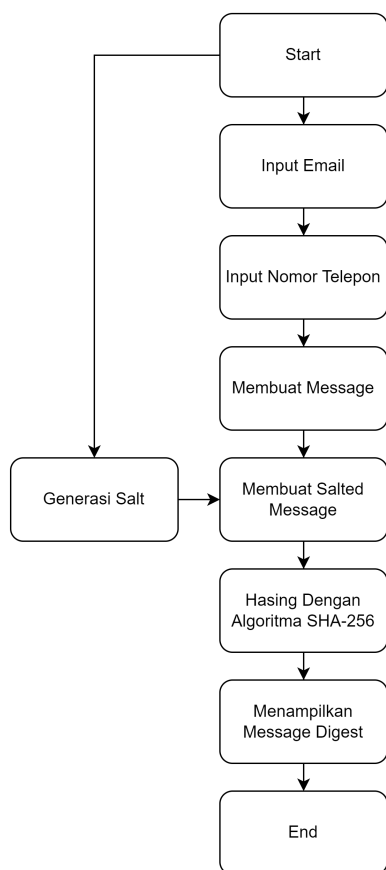 Start
Input Email
Input Nomor Telepon
Membuat Message
Generasi Salt
Membuat Salted
Message
Hasing Dengan
Algoritma SHA-256
Menampilkan
Message Digest
End